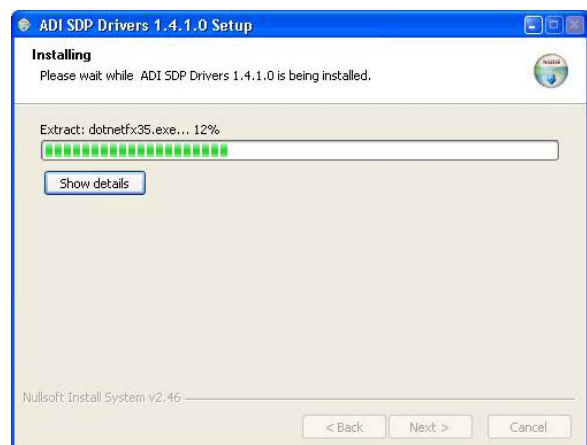 ADI SDP Drivers 1.4.1.0 Setup
Installing
Please wait while ADI SDP Drivers 1.4.1.0 is being installed.
Extract: dotnetfx35.exe... 12%
Show details
Nullsoft Install System v2.46
< Back Next > Cancel